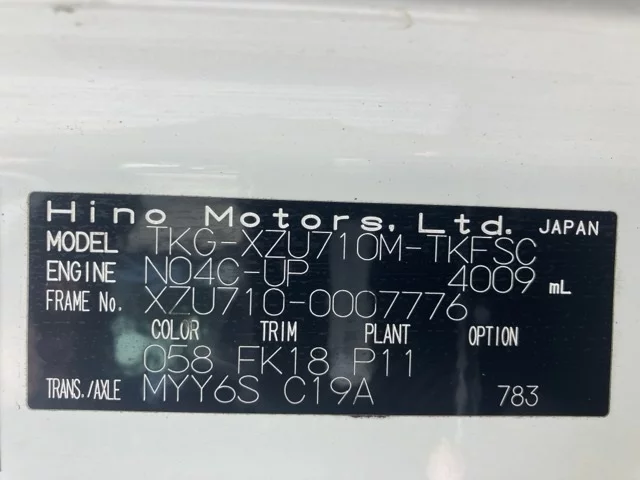 Hino Motors, Ltd. JAPAN
MODEL TKG-XZU710M-TKFSC
ENGINE N04C-UP 4009 mL
FRAME No. XZU710-0007776
COLOR TRIM PLANT OPTION
058 FK18 P11
TRANS./AXLE MYY6S C19A 783